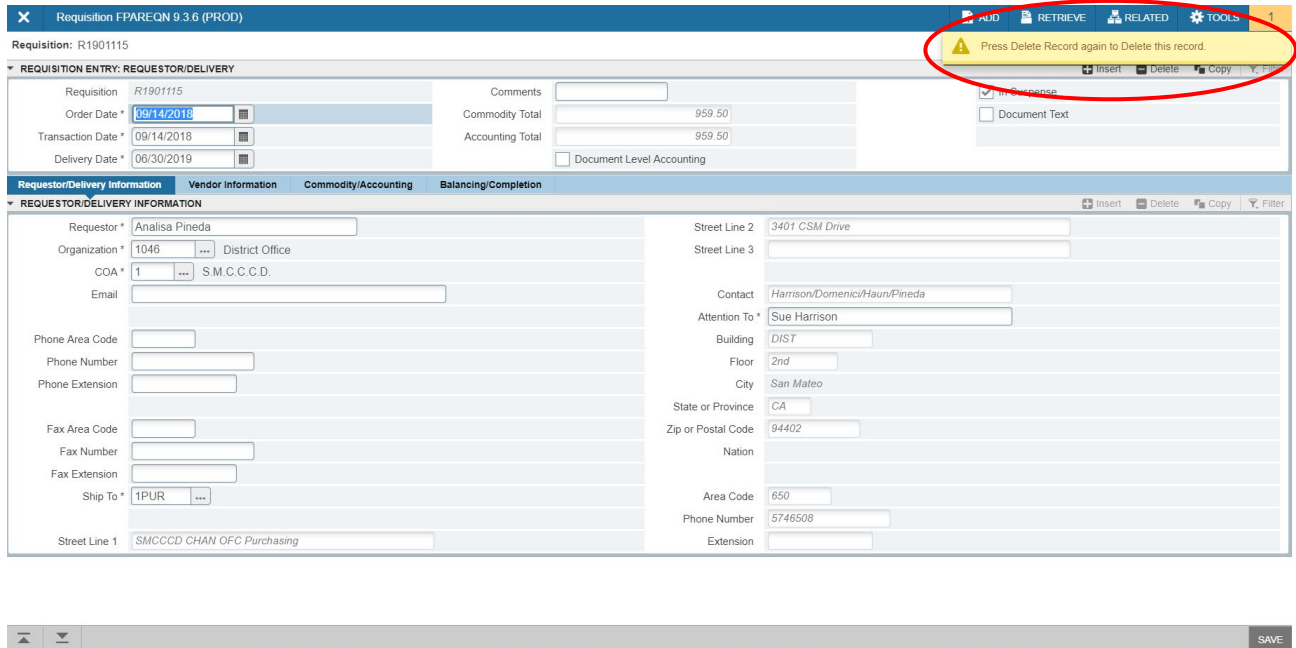 Requisition FPAREQN 9.3.6 (PROD) ADD RETRIEVE RELATED TOOLS 1
Requisition: R1901115
Press Delete Record again to Delete this record.
REQUISITION ENTRY: REQUESTOR/DELIVERY Insert Delete Copy Filter
Requisition R1901115 Comments In Suspense
Order Date * 09/14/2018 Commodity Total 959.50 Document Text
Transaction Date * 09/14/2018 Accounting Total 959.50
Delivery Date * 06/30/2019 Document Level Accounting
Requestor/Delivery Information Vendor Information Commodity/Accounting Balancing/Completion
REQUESTOR/DELIVERY INFORMATION Insert Delete Copy Filter
Requestor * Analisa Pineda Street Line 2 3401 CSM Drive
Organization * 1046 ... District Office Street Line 3
COA * 1 ... S.M.C.C.C.D.
Email Contact Harrison/Domenici/Haun/Pineda
Attention To * Sue Harrison
Phone Area Code Building DIST
Phone Number Floor 2nd
Phone Extension City San Mateo
State or Province CA
Fax Area Code Zip or Postal Code 94402
Fax Number Nation
Fax Extension
Ship To * 1PUR ... Area Code 650
Phone Number 5746508
Street Line 1 SMCCCD CHAN OFC Purchasing Extension
SAVE